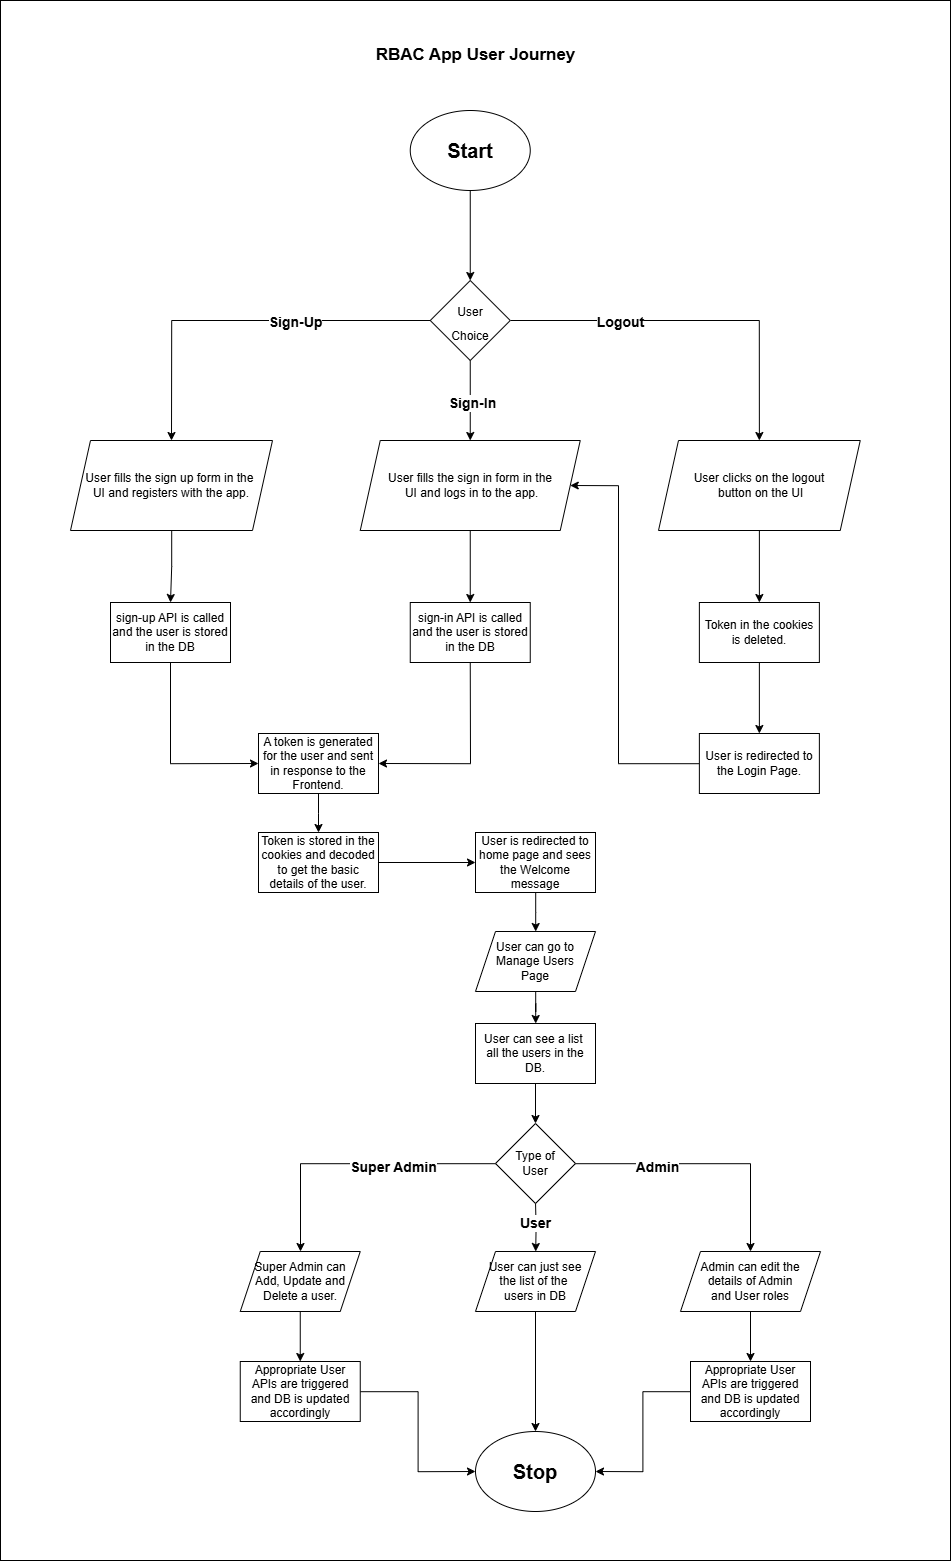 RBAC App User Journey
Start
User
Choice
Sign-Up
Logout
Sign-In
User fills the sign up form in the
UI and registers with the app.
User fills the sign in form in the
UI and logs in to the app.
User clicks on the logout
button on the UI
sign-up API is called
and the user is stored
in the DB
sign-in API is called
and the user is stored
in the DB
Token in the cookies
is deleted.
A token is generated
for the user and sent
in response to the
Frontend.
User is redirected to
the Login Page.
Token is stored in the
cookies and decoded
to get the basic
details of the user.
User is redirected to
home page and sees
the Welcome
message
User can go to
Manage Users
Page
User can see a list
all the users in the
DB.
Type of
User
Super Admin
Admin
User
Super Admin can
Add, Update and
Delete a user.
User can just see
the list of the
users in DB
Admin can edit the
details of Admin
and User roles
Appropriate User
APIs are triggered
and DB is updated
accordingly
Appropriate User
APIs are triggered
and DB is updated
accordingly
Stop